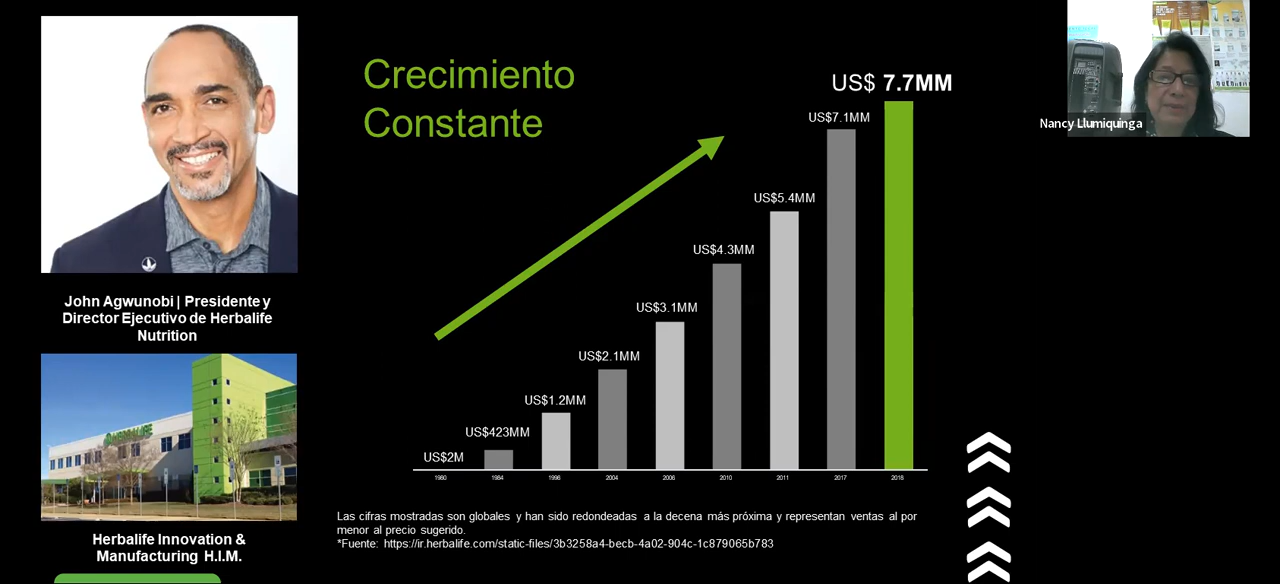 Crecimiento
Constante
US$ 7.7MM
US$7.1MM
US$5.4MM
US$4.3MM
US$3.1MM
US$2.1MM
US$1.2MM
US$423MM
US$2M
1980
1984
1996
2004
2006
2010
2011
2017
2018
Nancy Llumiquinga
John Agwunobi | Presidente y
Director Ejecutivo de Herbalife
Nutrition
HERBALIFE
Herbalife Innovation &
Manufacturing H.I.M.
Las cifras mostradas son globales y han sido redondeadas a la decena más próxima y representan ventas al por
menor al precio sugerido.
*Fuente: https://ir.herbalife.com/static-files/3b3258a4-becb-4a02-904c-1c879065b783